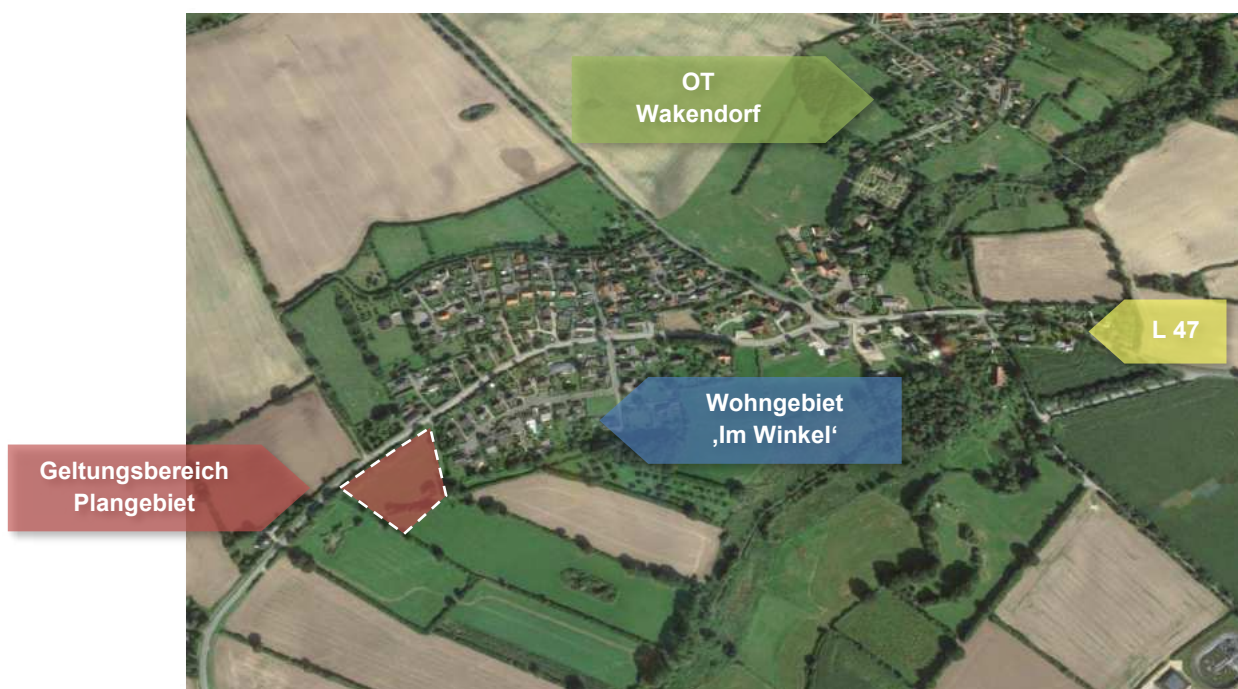 OT
Wakendorf
L 47
Wohngebiet
‚Im Winkel‘
Geltungsbereich
Plangebiet